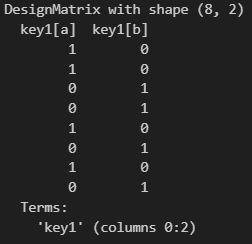 DesignMatrix with shape (8, 2)
key1[a] key1[b]
1 0
1 0
0 1
0 1
1 0
0 1
1 0
0 1
Terms:
'key1' (columns 0:2)